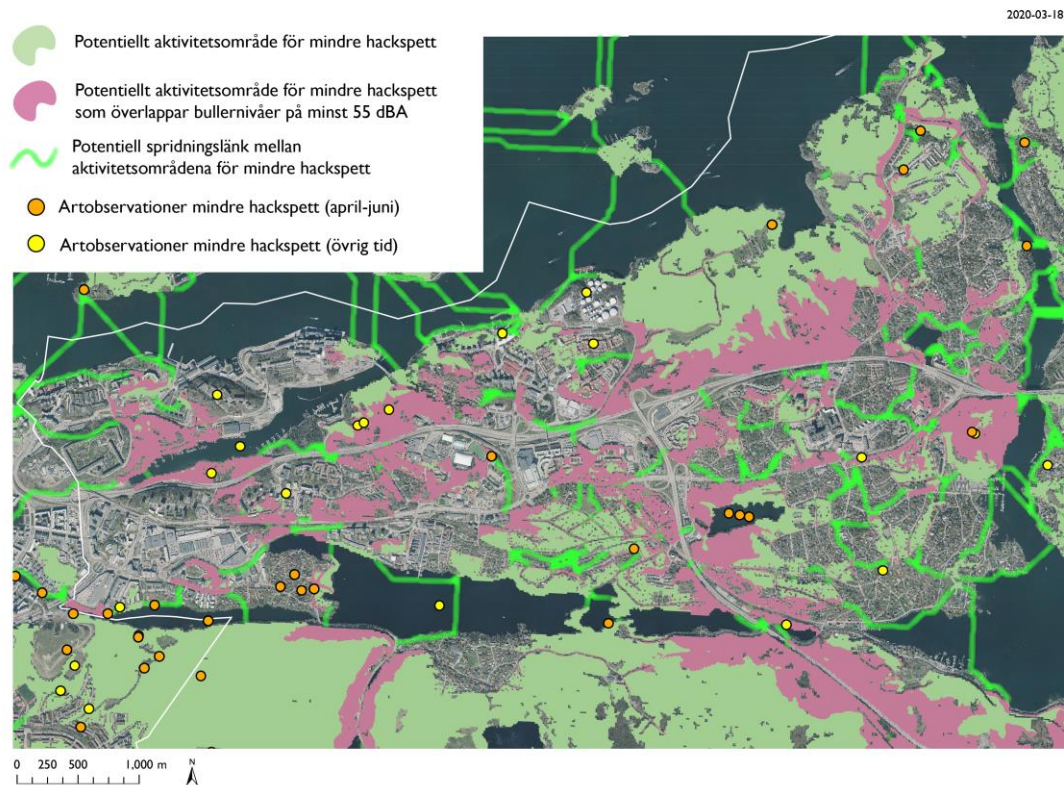 2020-03-18
Potentiellt aktivitetsområde för mindre hackspett
Potentiellt aktivitetsområde för mindre hackspett
som överlappar bullernivåer på minst 55 dBA
Potentiell spridningslänk mellan
aktivitetsområdena för mindre hackspett
Artobservationer mindre hackspett (april-juni)
Artobservationer mindre hackspett (övrig tid)
0 250 500 1,000 m
N